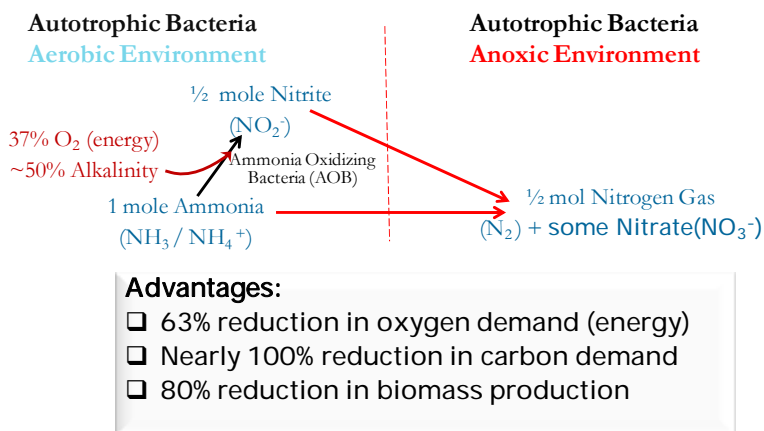 Autotrophic Bacteria
Aerobic Environment
Autotrophic Bacteria
Anoxic Environment
½ mole Nitrite
(NO₂⁻)
37% O₂ (energy)
~50% Alkalinity
Ammonia Oxidizing
Bacteria (AOB)
1 mole Ammonia
(NH₃ / NH₄⁺)
½ mol Nitrogen Gas
(N₂) + some Nitrate(NO₃⁻)
Advantages:
❑ 63% reduction in oxygen demand (energy)
❑ Nearly 100% reduction in carbon demand
❑ 80% reduction in biomass production